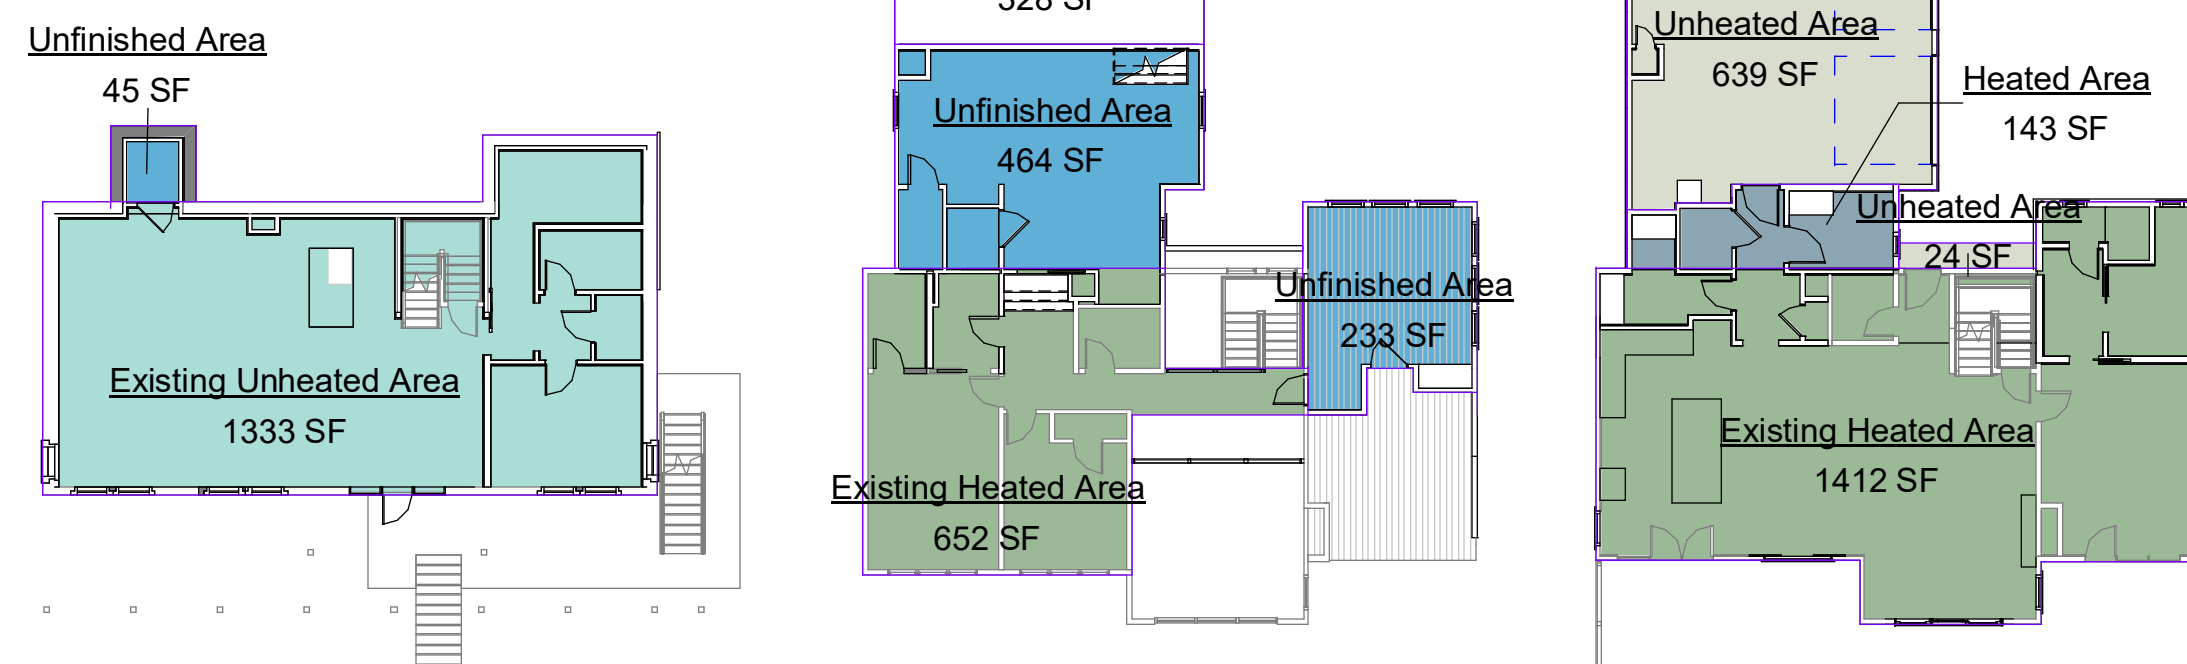 Unfinished Area
45 SF
Existing Unheated Area
1333 SF
Unfinished Area
464 SF
Unfinished Area
233 SF
Existing Heated Area
652 SF
Unheated Area
639 SF
Heated Area
143 SF
Unheated Area
24 SF
Existing Heated Area
1412 SF